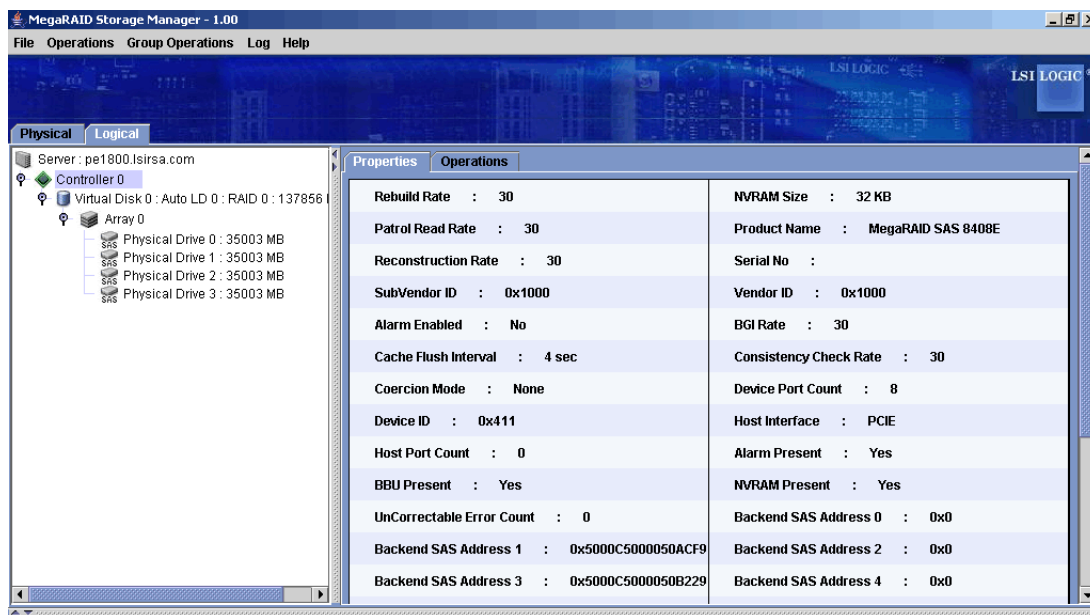 MegaRAID Storage Manager - 1.00
File Operations Group Operations Log Help
LSI LOGIC
LSI LOGIC ®
Physical Logical
Server : pe1800.lsirsa.com
Controller 0
Virtual Disk 0 : Auto LD 0 : RAID 0 : 137856
Array 0
SAS Physical Drive 0 : 35003 MB
SAS Physical Drive 1 : 35003 MB
SAS Physical Drive 2 : 35003 MB
SAS Physical Drive 3 : 35003 MB
Properties Operations
Rebuild Rate : 30
NVRAM Size : 32 KB
Patrol Read Rate : 30
Product Name : MegaRAID SAS 8408E
Reconstruction Rate : 30
Serial No :
SubVendor ID : 0x1000
Vendor ID : 0x1000
Alarm Enabled : No
BGI Rate : 30
Cache Flush Interval : 4 sec
Consistency Check Rate : 30
Coercion Mode : None
Device Port Count : 8
Device ID : 0x411
Host Interface : PCIE
Host Port Count : 0
Alarm Present : Yes
BBU Present : Yes
NVRAM Present : Yes
UnCorrectable Error Count : 0
Backend SAS Address 0 : 0x0
Backend SAS Address 1 : 0x5000C5000050ACF9
Backend SAS Address 2 : 0x0
Backend SAS Address 3 : 0x5000C5000050B229
Backend SAS Address 4 : 0x0